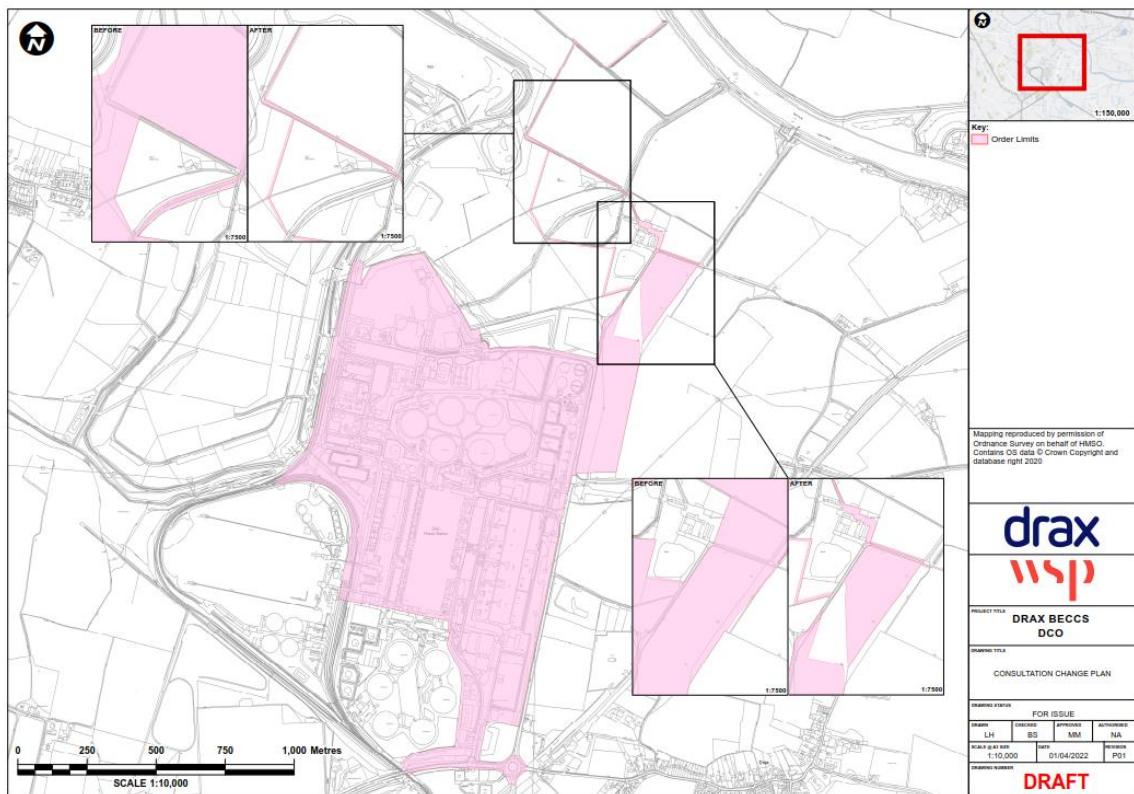 N
BEFORE
AFTER
1:7500
1:7500
BEFORE
AFTER
1:7500
1:7500
0 250 500 750 1,000 Metres
SCALE 1:10,000
N
1:150,000
Key:
Order Limits
Mapping reproduced by permission of
Ordnance Survey on behalf of HMSO.
Contains OS data © Crown Copyright and
database right 2020
drax
wsp
PROJECT TITLE
DRAX BECCS
DCO
DRAWING TITLE
CONSULTATION CHANGE PLAN
DRAWING STATUS
FOR ISSUE
DRAWN CHECKED APPROVED AUTHORISED
LH BS MM NA
SCALE @ A3 SIZE DATE REVISION
1:10,000 01/04/2022 P01
DRAWING NUMBER
DRAFT